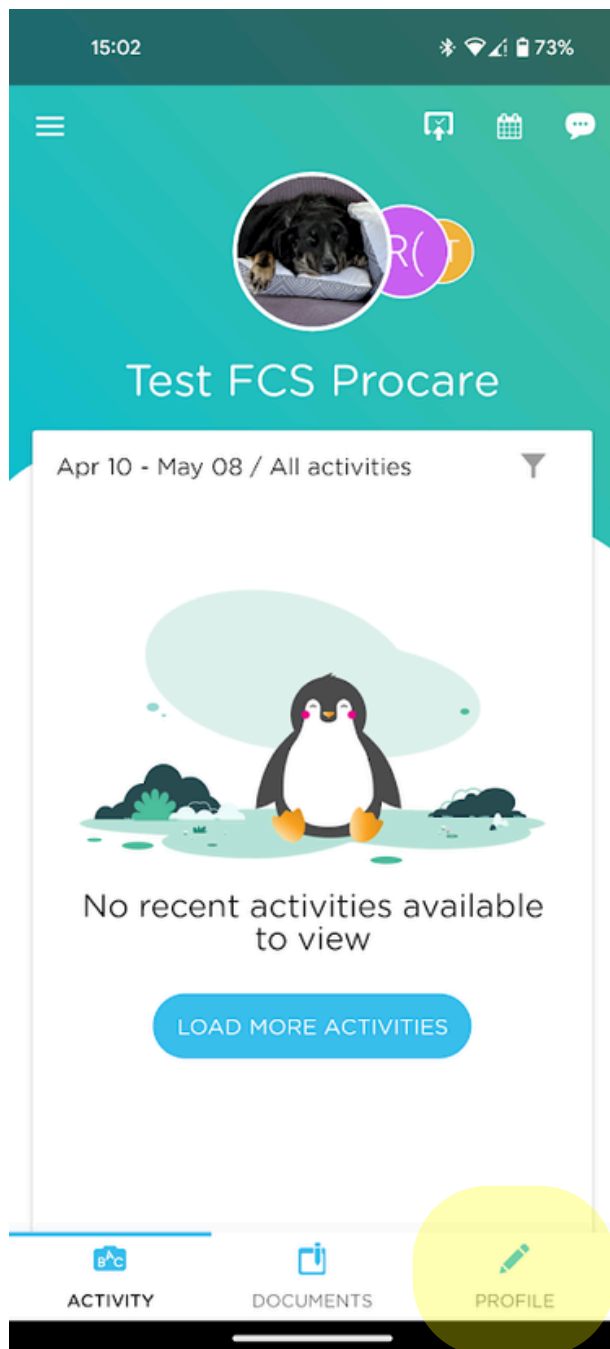 15:02
73%
R(
T
Test FCS Procare
Apr 10 - May 08 / All activities
No recent activities available
to view
LOAD MORE ACTIVITIES
BAC
ACTIVITY
DOCUMENTS
PROFILE